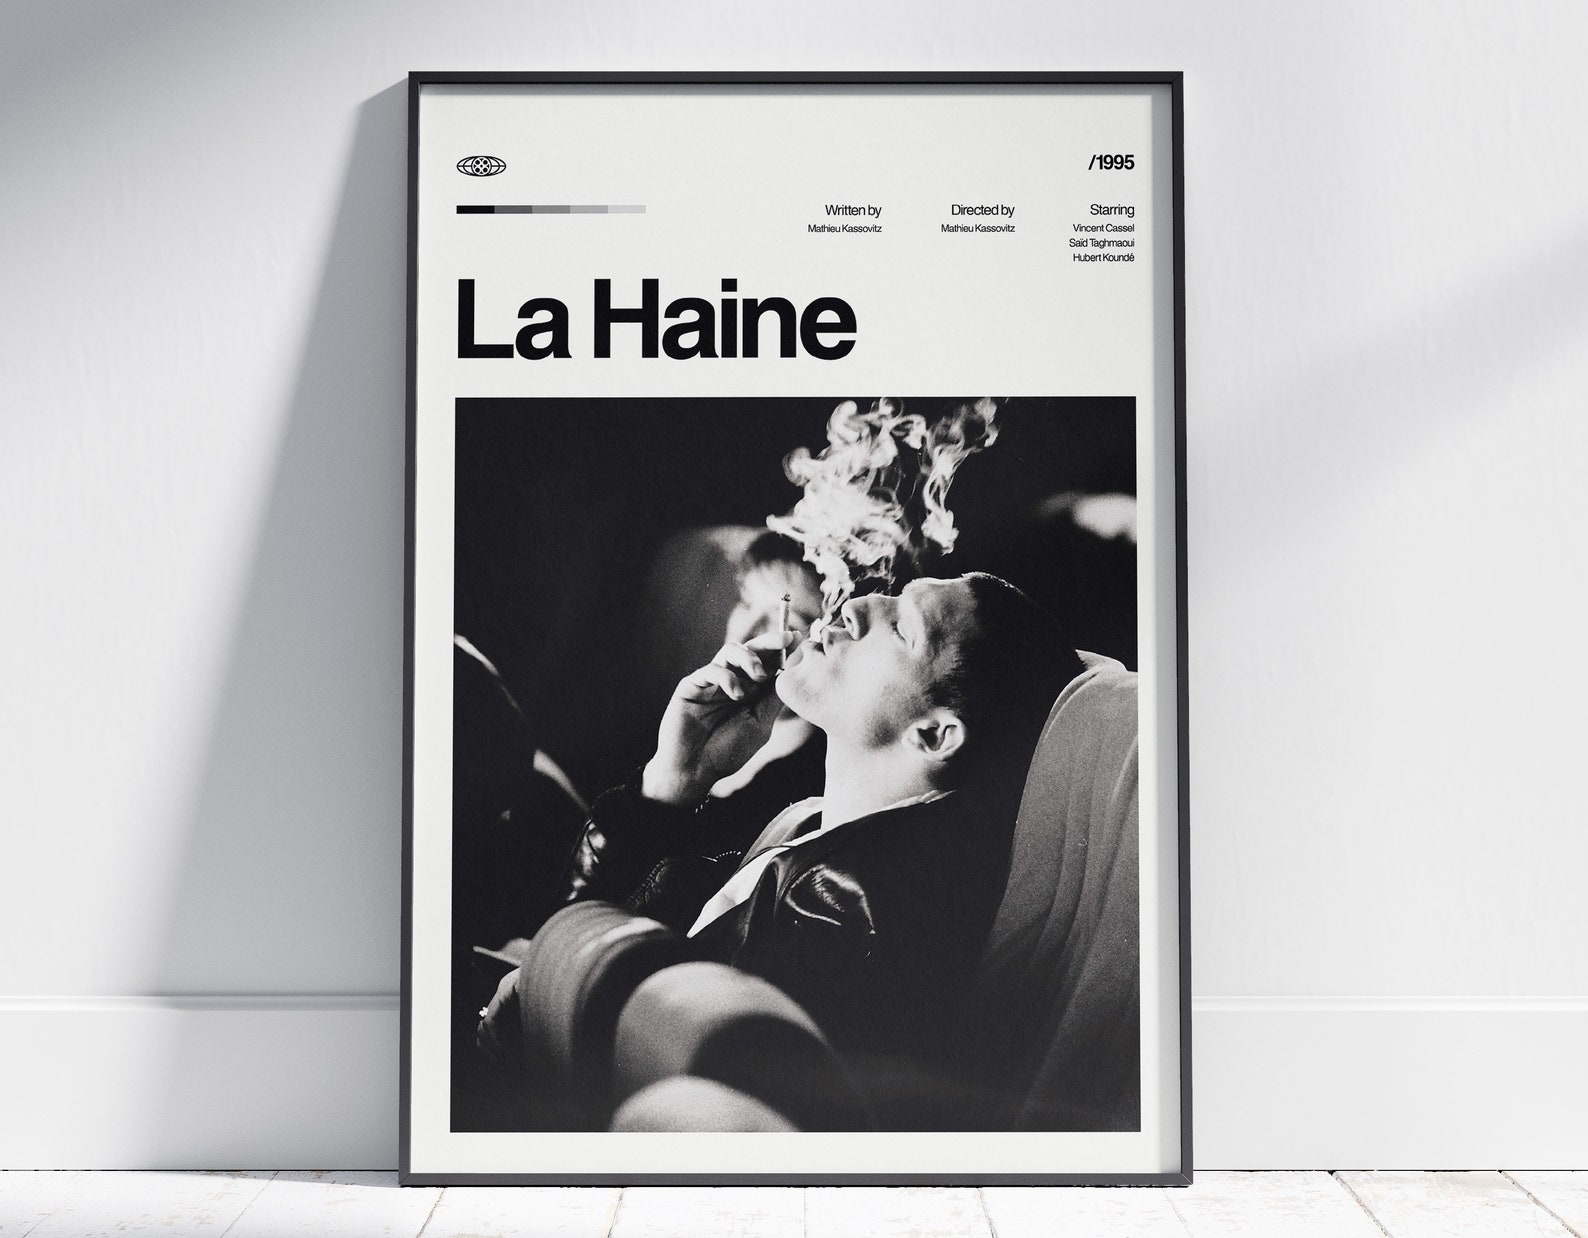 /1995
Written by
Mathieu Kassovitz
Directed by
Mathieu Kassovitz
Starring
Vincent Cassel
Saïd Taghmaoui
Hubert Koundé
La Haine